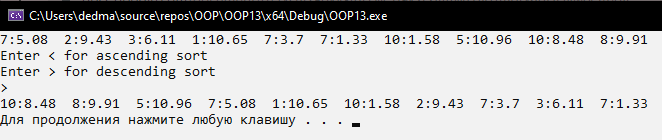 C:\Users\dedma\source\repos\OOP\OOP13\x64\Debug\OOP13.exe
7:5.08  2:9.43  3:6.11  1:10.65  7:3.7  7:1.33  10:1.58  5:10.96  10:8.48  8:9.91
Enter < for ascending sort
Enter > for descending sort
>
10:8.48  8:9.91  5:10.96  7:5.08  1:10.65  10:1.58  2:9.43  7:3.7  3:6.11  7:1.33
Для продолжения нажмите любую клавишу . . .